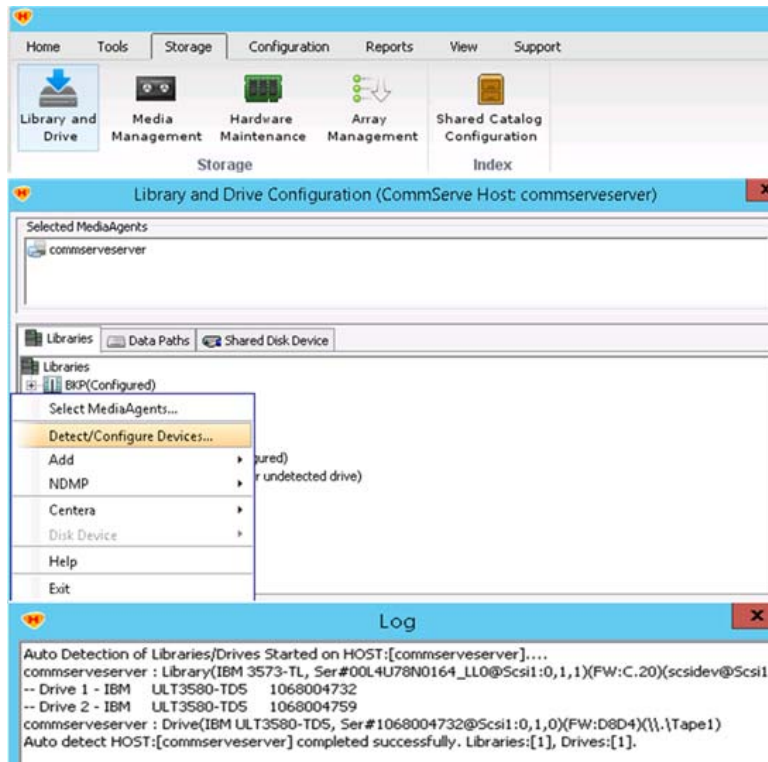 Home Tools Storage Configuration Reports View Support
Library and Drive
Media Management
Hardware Maintenance
Array Management
Shared Catalog Configuration
Storage Index
Library and Drive Configuration (CommServe Host: commserveserver)
Selected MediaAgents
commserveserver
Libraries Data Paths Shared Disk Device
Libraries
BKP(Configured)
Select MediaAgents...
Detect/Configure Devices...
Add
NDMP
Centera
Disk Device
Help
Exit
undetected drive)
Log
Auto Detection of Libraries/Drives Started on HOST:[commserveserver]....
commserveserver : Library(IBM 3573-TL, Ser#00L4U78N0164_LL0@Scsi1:0,1,1)(FW:C.20)(scsidev@Scsi1
-- Drive 1 - IBM ULT3580-TD5 1068004732
-- Drive 2 - IBM ULT3580-TD5 1068004759
commserveserver : Drive(IBM ULT3580-TD5, Ser#1068004732@Scsi1:0,1,0)(FW:D8D4)(\\.\Tape1)
Auto detect HOST:[commserveserver] completed successfully. Libraries:[1], Drives:[1].